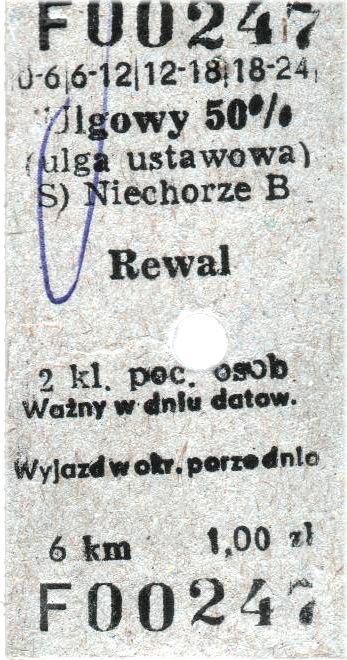 F00247
0-6|6-12|12-18|18-24|
Ulgowy 50%
(ulga ustawowa)
S) Niechorze B
Rewal
2 kl. poc. osob
Ważny w dniu datow.
Wyjazd w okr. porze dnia
6 km 1,00 zł
F00247